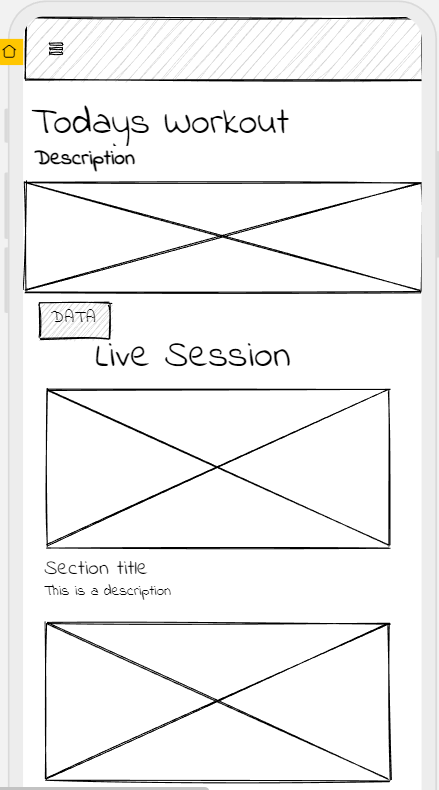 Todays Workout
Description
DATA
Live Session
Section title
This is a description